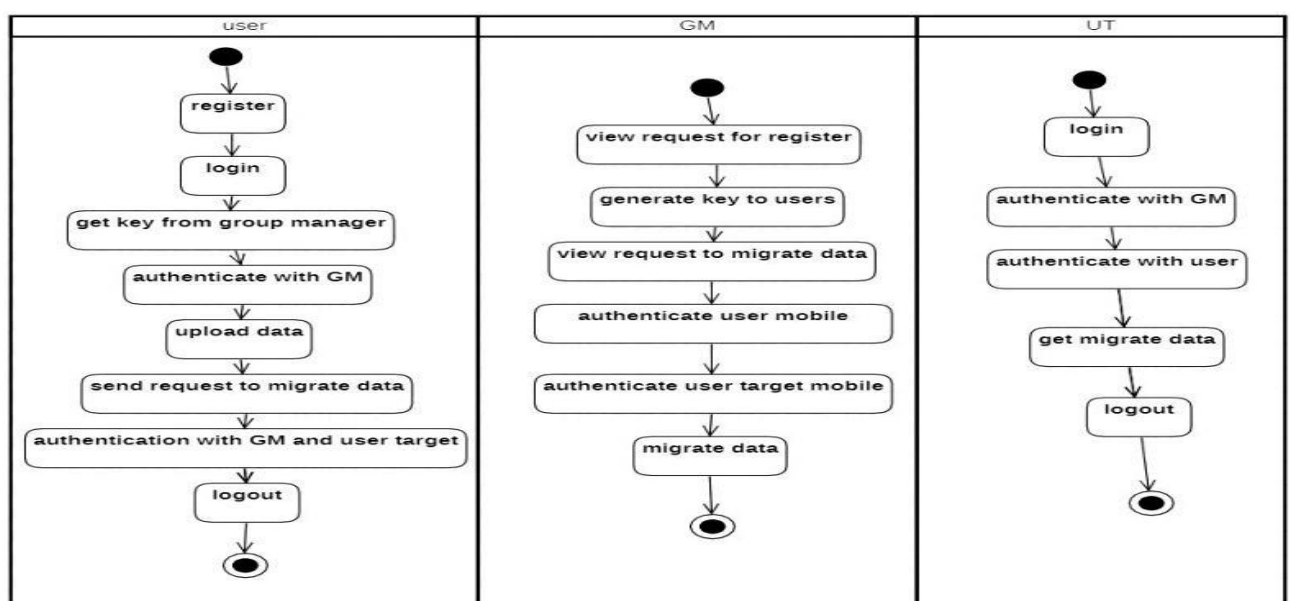 user
register
login
get key from group manager
authenticate with GM
upload data
send request to migrate data
authentication with GM and user target
logout
GM
view request for register
generate key to users
view request to migrate data
authenticate user mobile
authenticate user target mobile
migrate data
UT
login
authenticate with GM
authenticate with user
get migrate data
logout